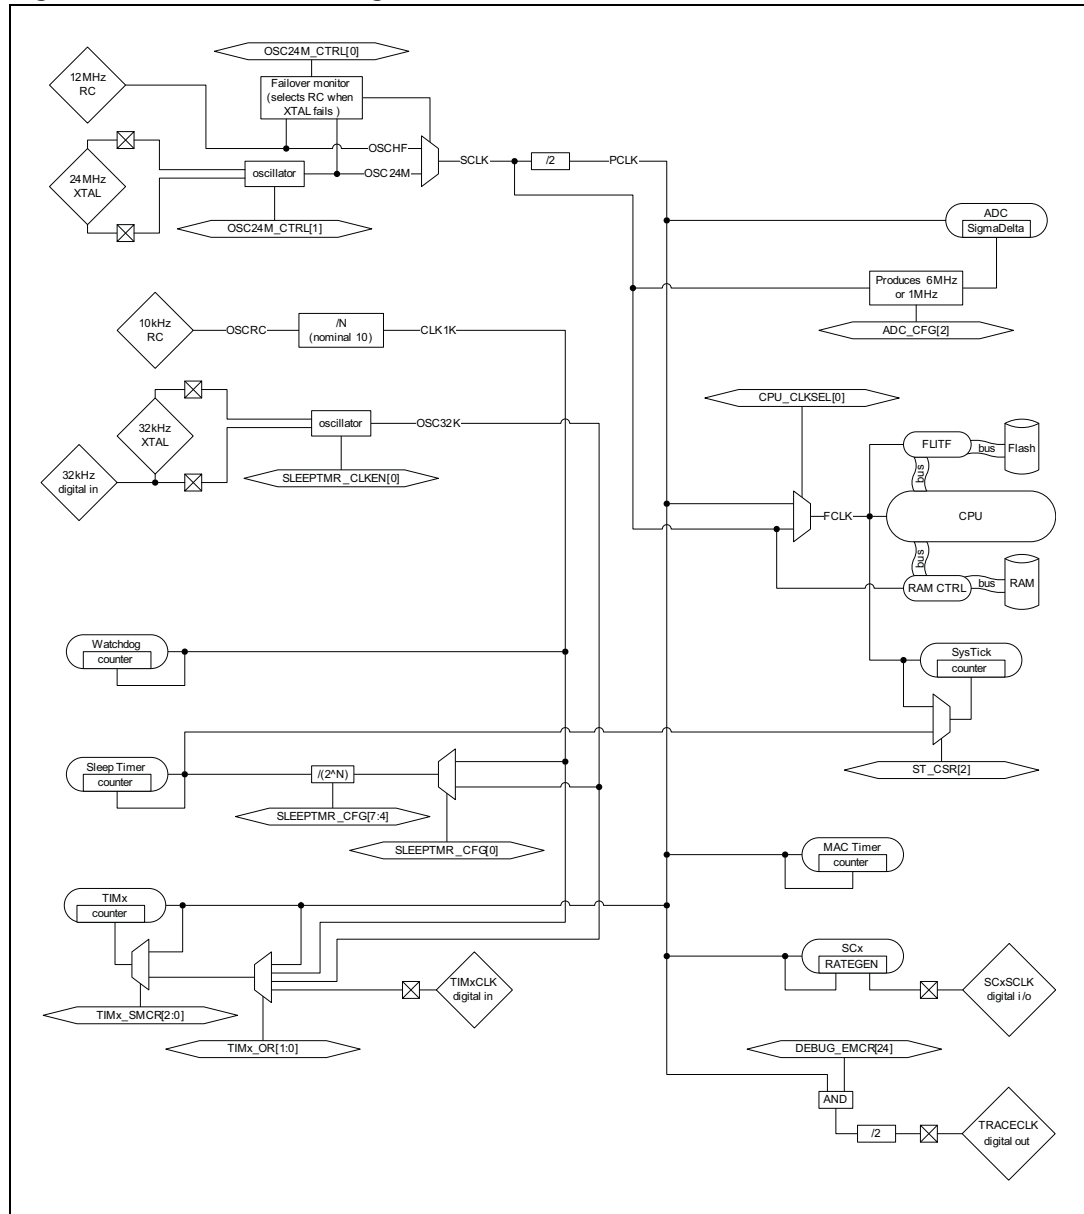 OSC24M_CTRL[0]
12MHz
RC
Failover monitor
(selects RC when
XTAL fails )
OSCHF
SCLK
/2
PCLK
24MHz
XTAL
oscillator
OSC24M
OSC24M_CTRL[1]
ADC
SigmaDelta
Produces 6MHz
or 1MHz
ADC_CFG[2]
10kHz
RC
OSCRC
/N
(nominal 10)
CLK1K
CPU_CLKSEL[0]
32kHz
XTAL
oscillator
OSC32K
32kHz
digital in
SLEEPTMR_CLKEN[0]
FLITF
bus
Flash
bus
FCLK
CPU
bus
RAM CTRL
bus
RAM
Watchdog
counter
SysTick
counter
Sleep Timer
counter
/(2^N)
ST_CSR[2]
SLEEPTMR_CFG[7:4]
SLEEPTMR_CFG[0]
MAC Timer
counter
TIMx
counter
SCx
RATEGEN
TIMxCLK
digital in
SCxSCLK
digital i/o
TIMx_SMCR[2:0]
TIMx_OR[1:0]
DEBUG_EMCR[24]
AND
/2
TRACECLK
digital out